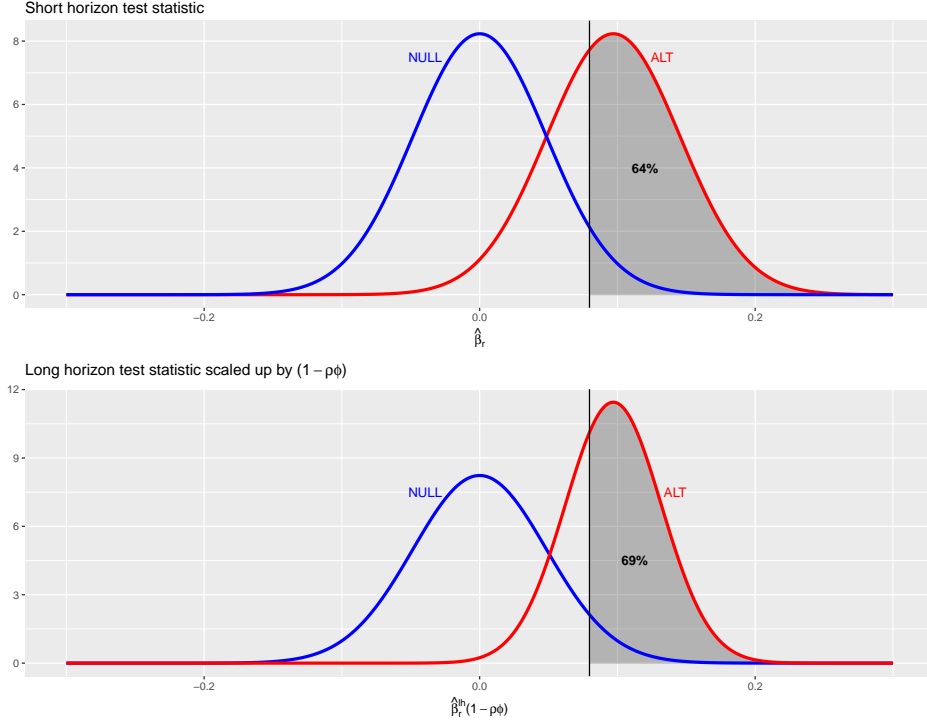 Short horizon test statistic
8
6
4
2
0
NULL
ALT
64%
−0.2
0.0
0.2
β̂r
Long horizon test statistic scaled up by (1 − ρϕ)
12
9
6
3
0
NULL
ALT
69%
−0.2
0.0
0.2
β̂r^lh(1 − ρϕ)